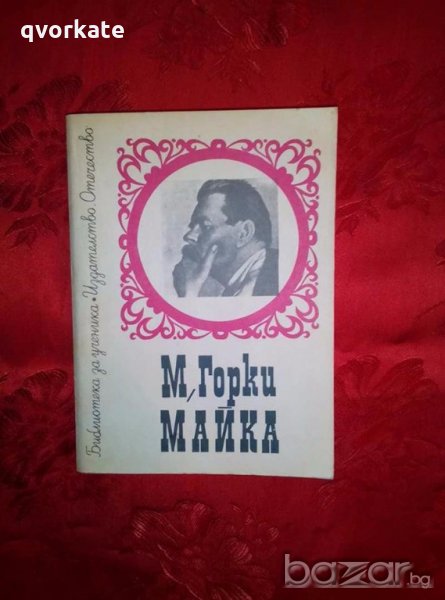 qvorkate
Библиотека за ученика • Издателство „Отечество“
М. Горки
МАЙКА
bazar.bg